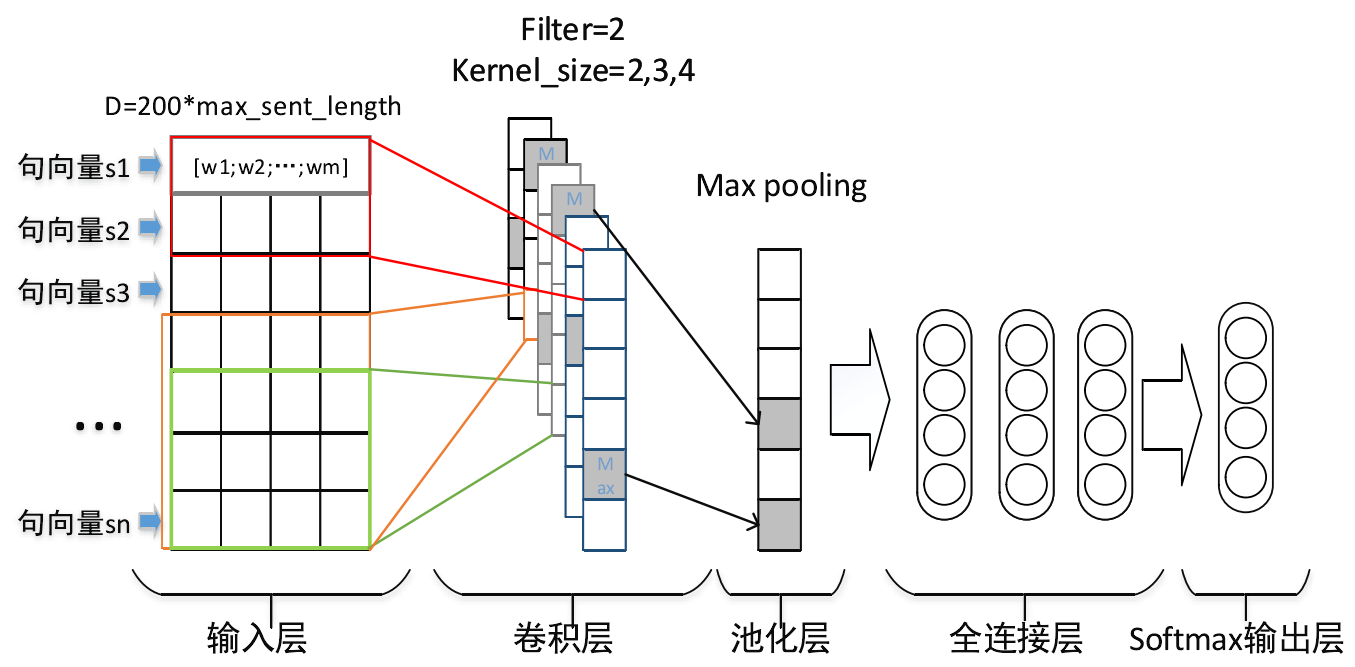 Filter=2
Kernel_size=2,3,4
D=200*max_sent_length
句向量s1
[w1;w2;…;wm]
M
M
Max pooling
句向量s2
句向量s3
…
M
ax
句向量sn
输入层
卷积层
池化层
全连接层
Softmax输出层